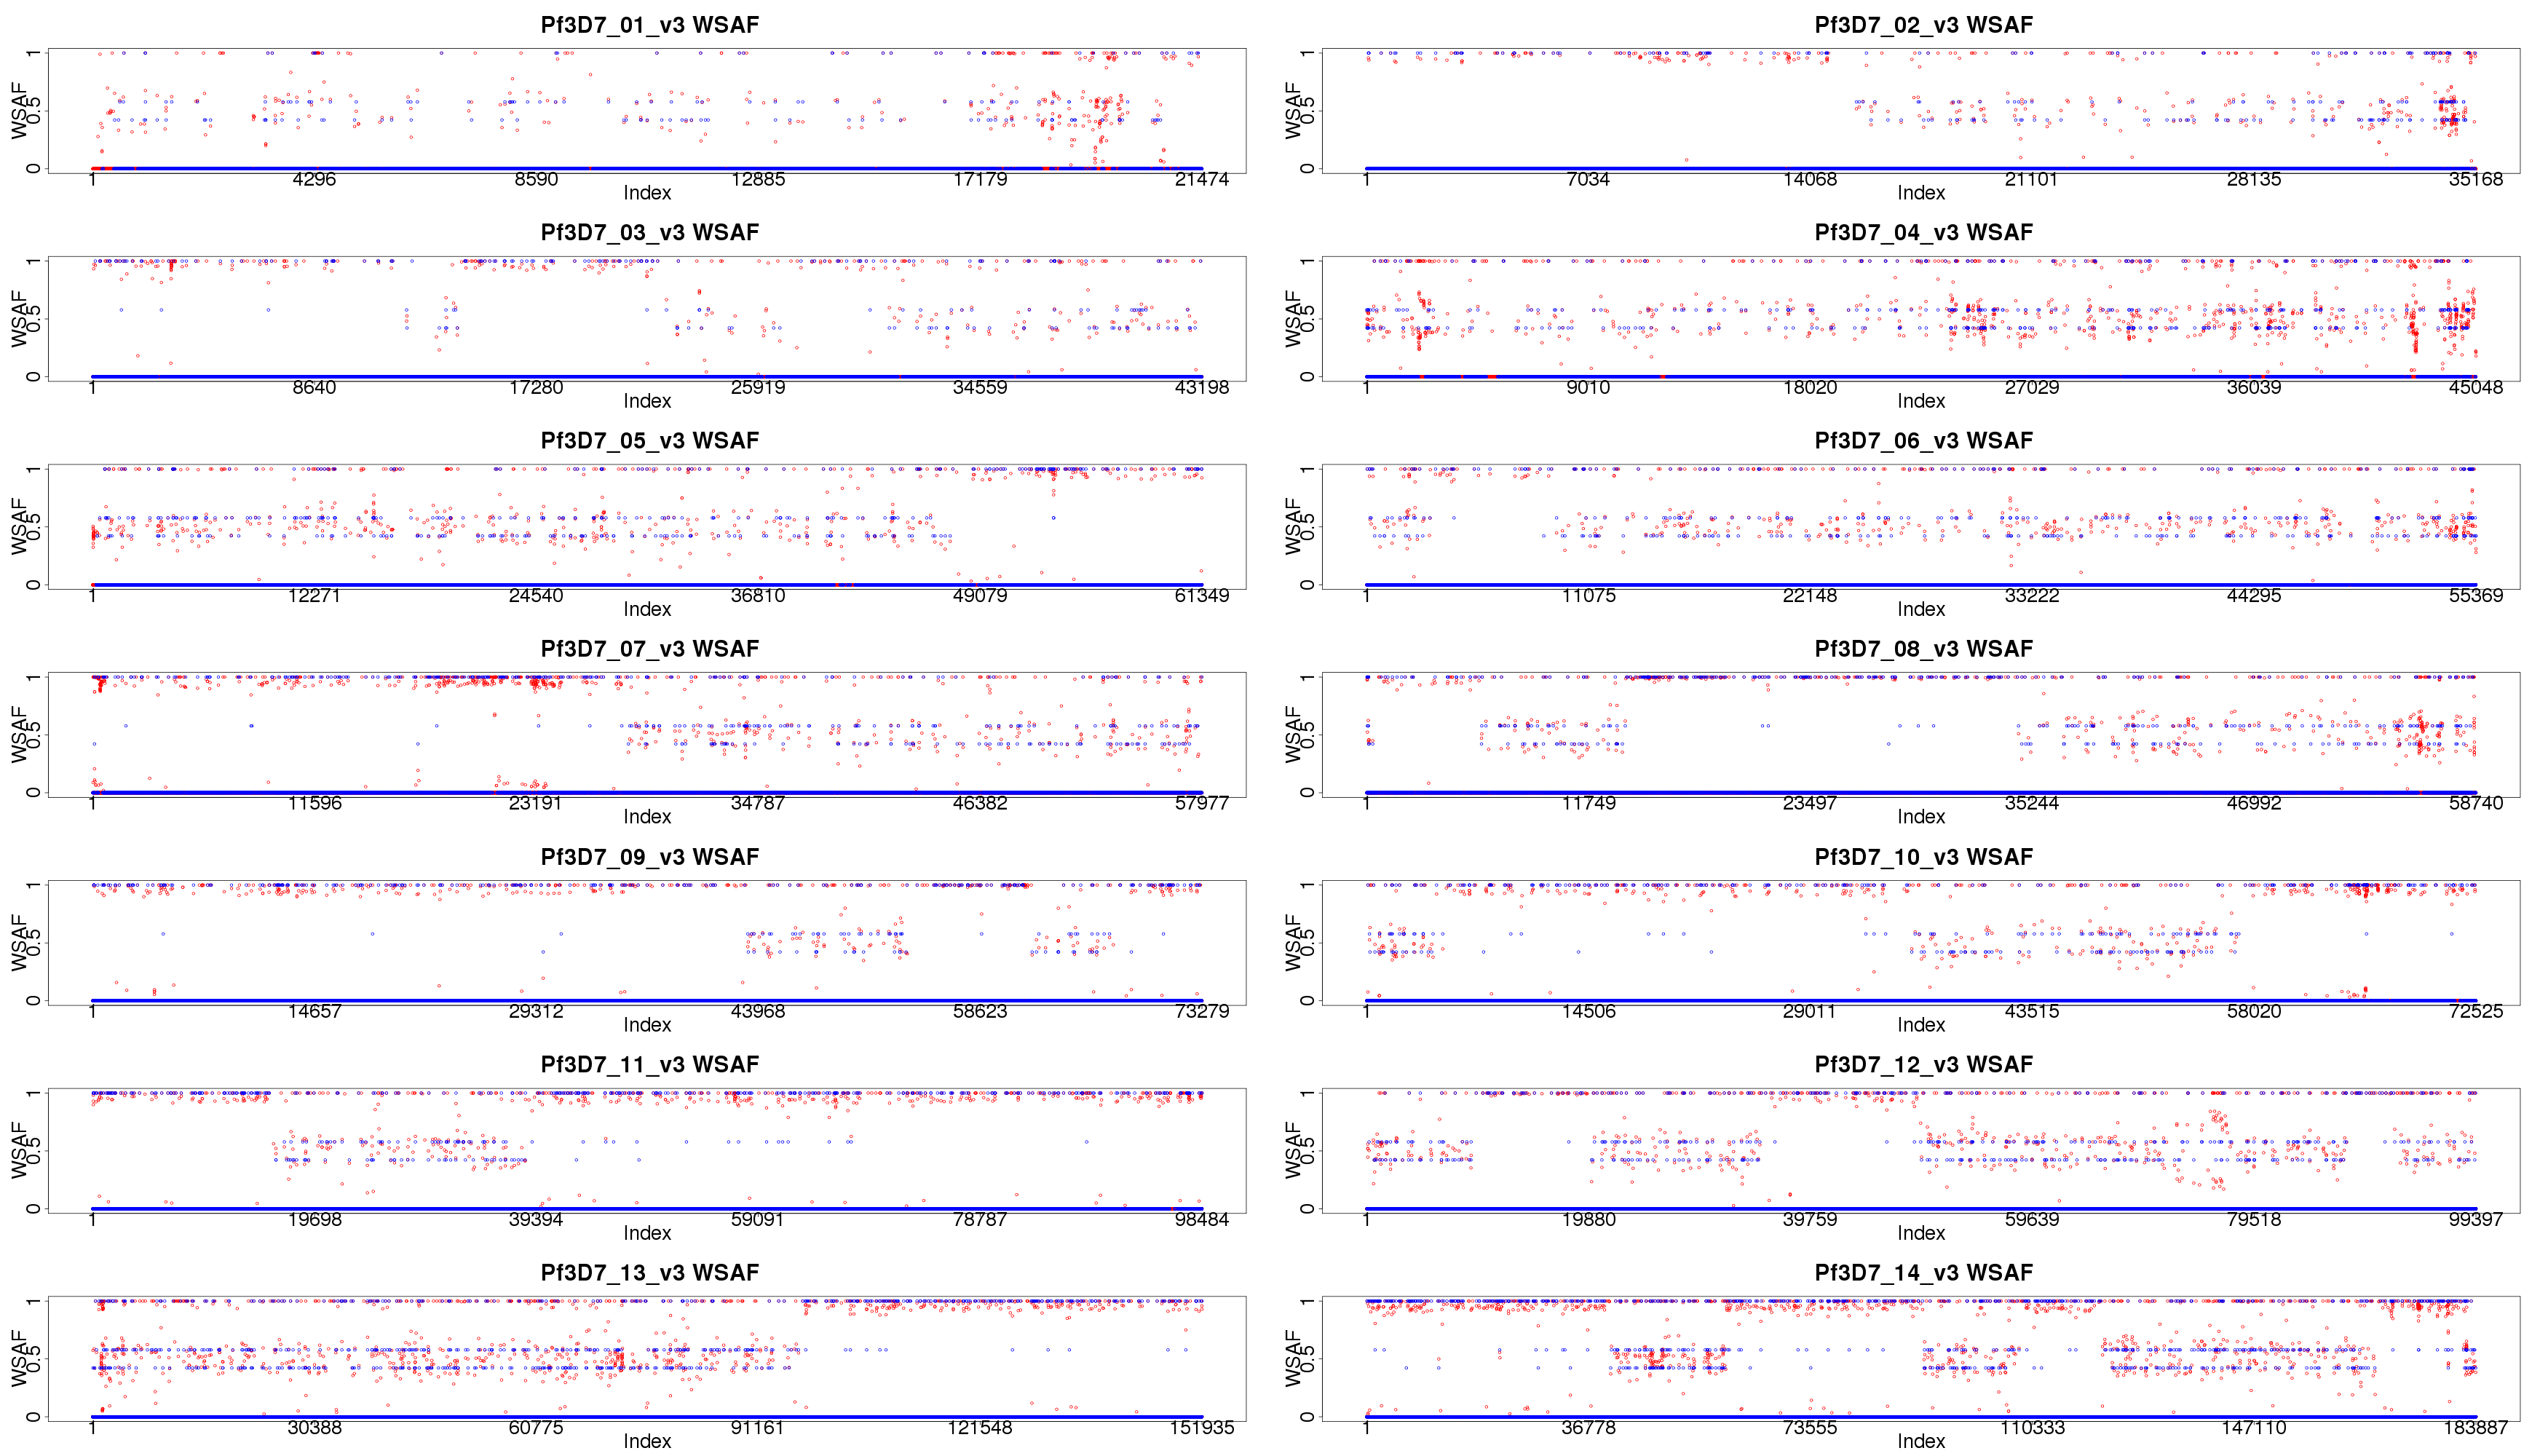 Pf3D7_01_v3 WSAF
WSAF
0 0.5 1
1 4296 8590 12885 17179 21474
Index
Pf3D7_02_v3 WSAF
WSAF
0 0.5 1
1 7034 14068 21101 28135 35168
Index
Pf3D7_03_v3 WSAF
WSAF
0 0.5 1
1 8640 17280 25919 34559 43198
Index
Pf3D7_04_v3 WSAF
WSAF
0 0.5 1
1 9010 18020 27029 36039 45048
Index
Pf3D7_05_v3 WSAF
WSAF
0 0.5 1
1 12271 24540 36810 49079 61349
Index
Pf3D7_06_v3 WSAF
WSAF
0 0.5 1
1 11075 22148 33222 44295 55369
Index
Pf3D7_07_v3 WSAF
WSAF
0 0.5 1
1 11596 23191 34787 46382 57977
Index
Pf3D7_08_v3 WSAF
WSAF
0 0.5 1
1 11749 23497 35244 46992 58740
Index
Pf3D7_09_v3 WSAF
WSAF
0 0.5 1
1 14657 29312 43968 58623 73279
Index
Pf3D7_10_v3 WSAF
WSAF
0 0.5 1
1 14506 29011 43515 58020 72525
Index
Pf3D7_11_v3 WSAF
WSAF
0 0.5 1
1 19698 39394 59091 78787 98484
Index
Pf3D7_12_v3 WSAF
WSAF
0 0.5 1
1 19880 39759 59639 79518 99397
Index
Pf3D7_13_v3 WSAF
WSAF
0 0.5 1
1 30388 60775 91161 121548 151935
Index
Pf3D7_14_v3 WSAF
WSAF
0 0.5 1
1 36778 73555 110333 147110 183887
Index